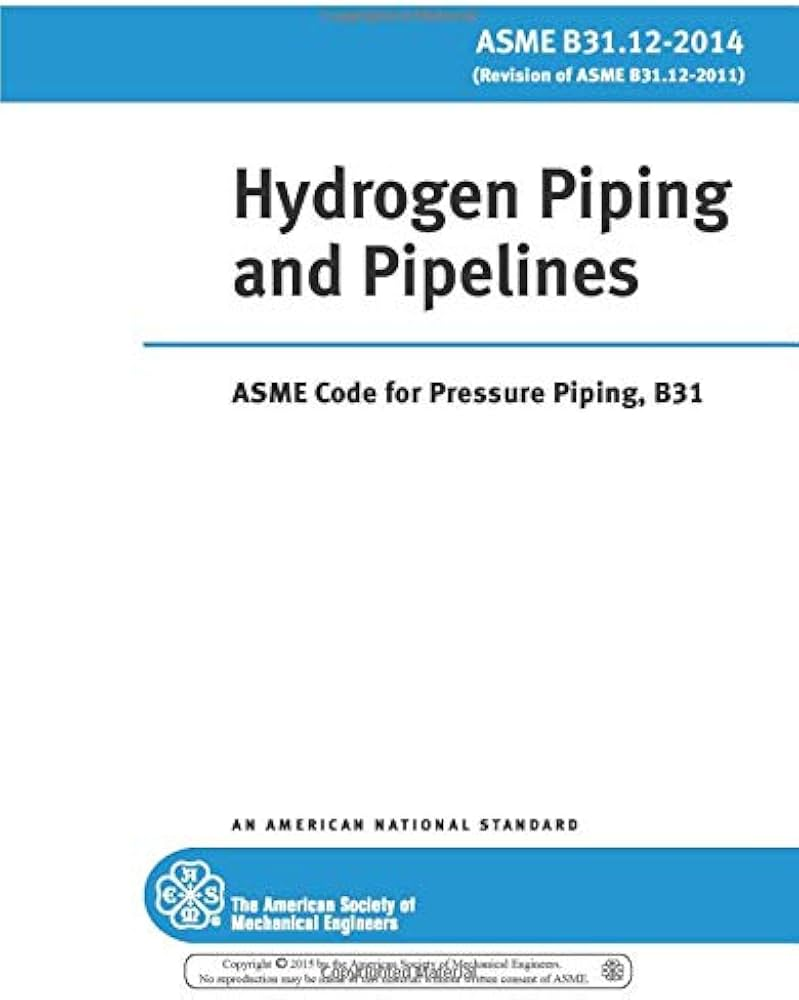 ASME B31.12-2014
(Revision of ASME B31.12-2011)
Hydrogen Piping
and Pipelines
ASME Code for Pressure Piping, B31
AN AMERICAN NATIONAL STANDARD
ASME
The American Society of
Mechanical Engineers
Copyright © 2015 by the American Society of Mechanical Engineers.
No reproduction may be made of this material without written consent of ASME.
Copyrighted Material